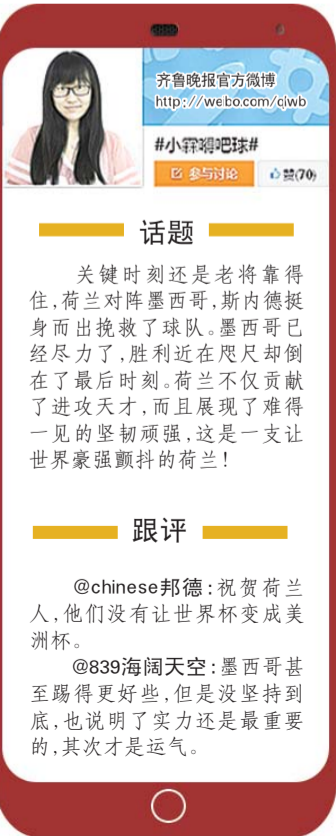 齐鲁晚报官方微博
http://weibo.com/qlwb
#小霖嘚吧球#
参与讨论
赞(70)
话题
关键时刻还是老将靠得
住,荷兰对阵墨西哥,斯内德挺
身而出挽救了球队。墨西哥已
经尽力了,胜利近在咫尺却倒
在了最后时刻。荷兰不仅贡献
了进攻天才,而且展现了难得
一见的坚韧顽强,这是一支让
世界豪强颤抖的荷兰!
跟评
@chinese邦德:祝贺荷兰
人,他们没有让世界杯变成美
洲杯。
@839海阔天空:墨西哥甚
至踢得更好些,但是没坚持到
底,也说明了实力还是最重要
的,其次才是运气。